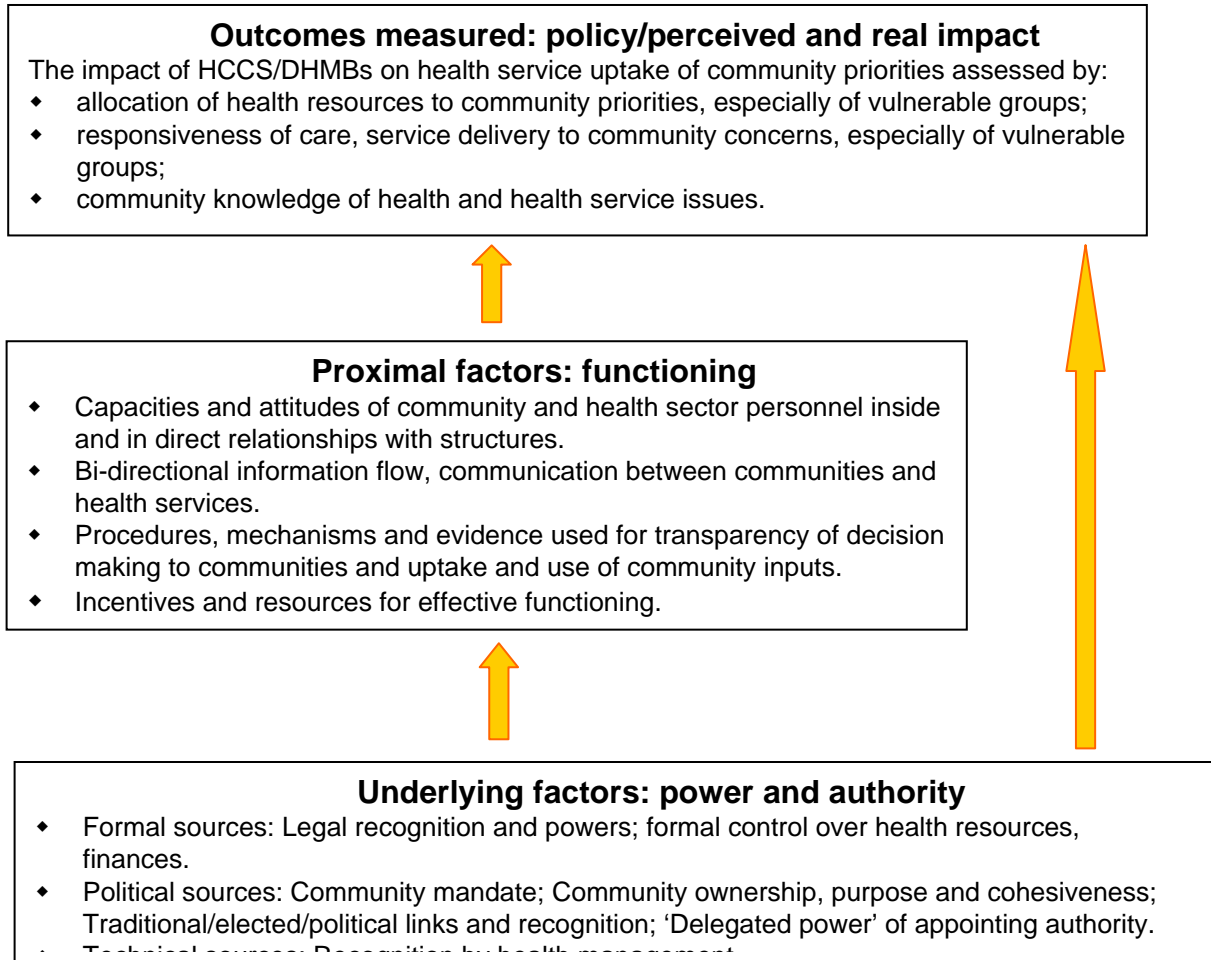 Outcomes measured: policy/perceived and real impact
The impact of HCCS/DHMBs on health service uptake of community priorities assessed by:
◆ allocation of health resources to community priorities, especially of vulnerable groups;
◆ responsiveness of care, service delivery to community concerns, especially of vulnerable
groups;
◆ community knowledge of health and health service issues.
Proximal factors: functioning
◆ Capacities and attitudes of community and health sector personnel inside
and in direct relationships with structures.
◆ Bi-directional information flow, communication between communities and
health services.
◆ Procedures, mechanisms and evidence used for transparency of decision
making to communities and uptake and use of community inputs.
◆ Incentives and resources for effective functioning.
Underlying factors: power and authority
◆ Formal sources: Legal recognition and powers; formal control over health resources,
finances.
◆ Political sources: Community mandate; Community ownership, purpose and cohesiveness;
Traditional/elected/political links and recognition; ‘Delegated power’ of appointing authority.
◆ Technical sources: Recognition by health management